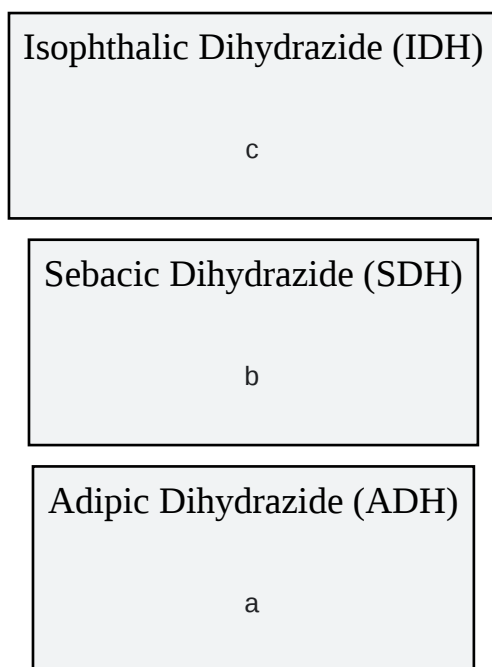 Isophthalic Dihydrazide (IDH)
c
Sebacic Dihydrazide (SDH)
b
Adipic Dihydrazide (ADH)
a